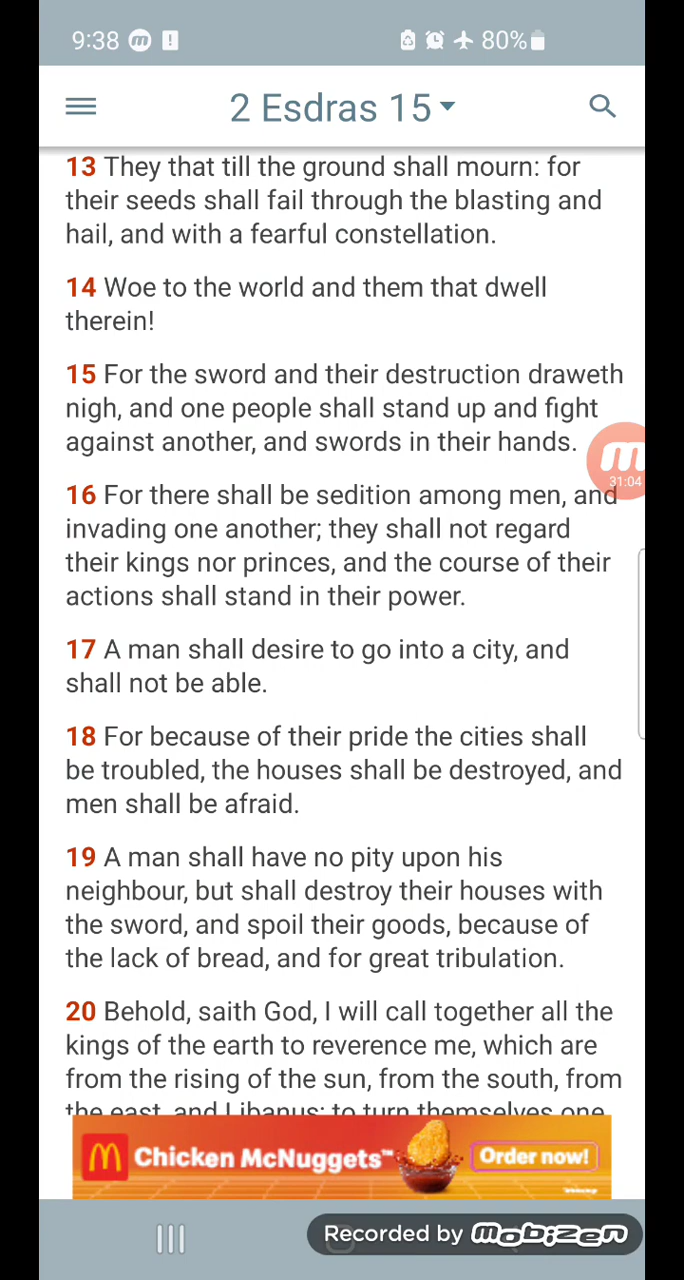 9:38 80%
2 Esdras 15
13 They that till the ground shall mourn: for
their seeds shall fail through the blasting and
hail, and with a fearful constellation.
14 Woe to the world and them that dwell
therein!
15 For the sword and their destruction draweth
nigh, and one people shall stand up and fight
against another, and swords in their hands.
31:04
16 For there shall be sedition among men, and
invading one another; they shall not regard
their kings nor princes, and the course of their
actions shall stand in their power.
17 A man shall desire to go into a city, and
shall not be able.
18 For because of their pride the cities shall
be troubled, the houses shall be destroyed, and
men shall be afraid.
19 A man shall have no pity upon his
neighbour, but shall destroy their houses with
the sword, and spoil their goods, because of
the lack of bread, and for great tribulation.
20 Behold, saith God, I will call together all the
kings of the earth to reverence me, which are
from the rising of the sun, from the south, from
the east, and Libanus; to turn themselves one
Chicken McNuggets™ Order now!
Recorded by mobizen